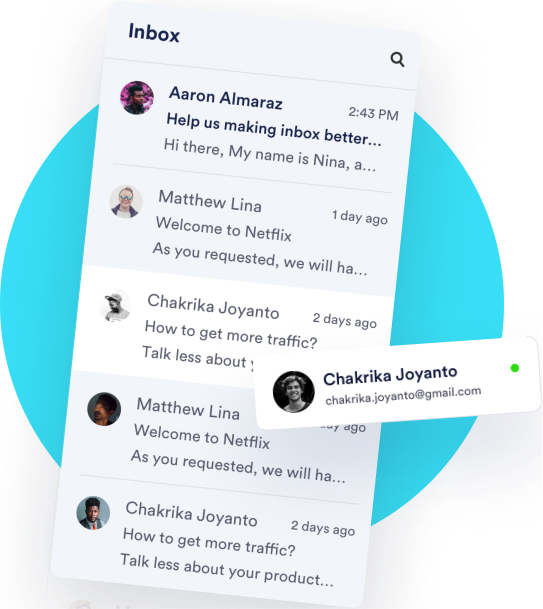 Inbox
Aaron Almaraz
2:43 PM
Help us making inbox better...
Hi there, My name is Nina, a...
Matthew Lina
1 day ago
Welcome to Netflix
As you requested, we will ha...
Chakrika Joyanto
2 days ago
How to get more traffic?
Talk less about
Chakrika Joyanto
chakrika.joyanto@gmail.com
Matthew Lina
ay ago
Welcome to Netflix
As you requested, we will ha...
Chakrika Joyanto
2 days ago
How to get more traffic?
Talk less about your product...